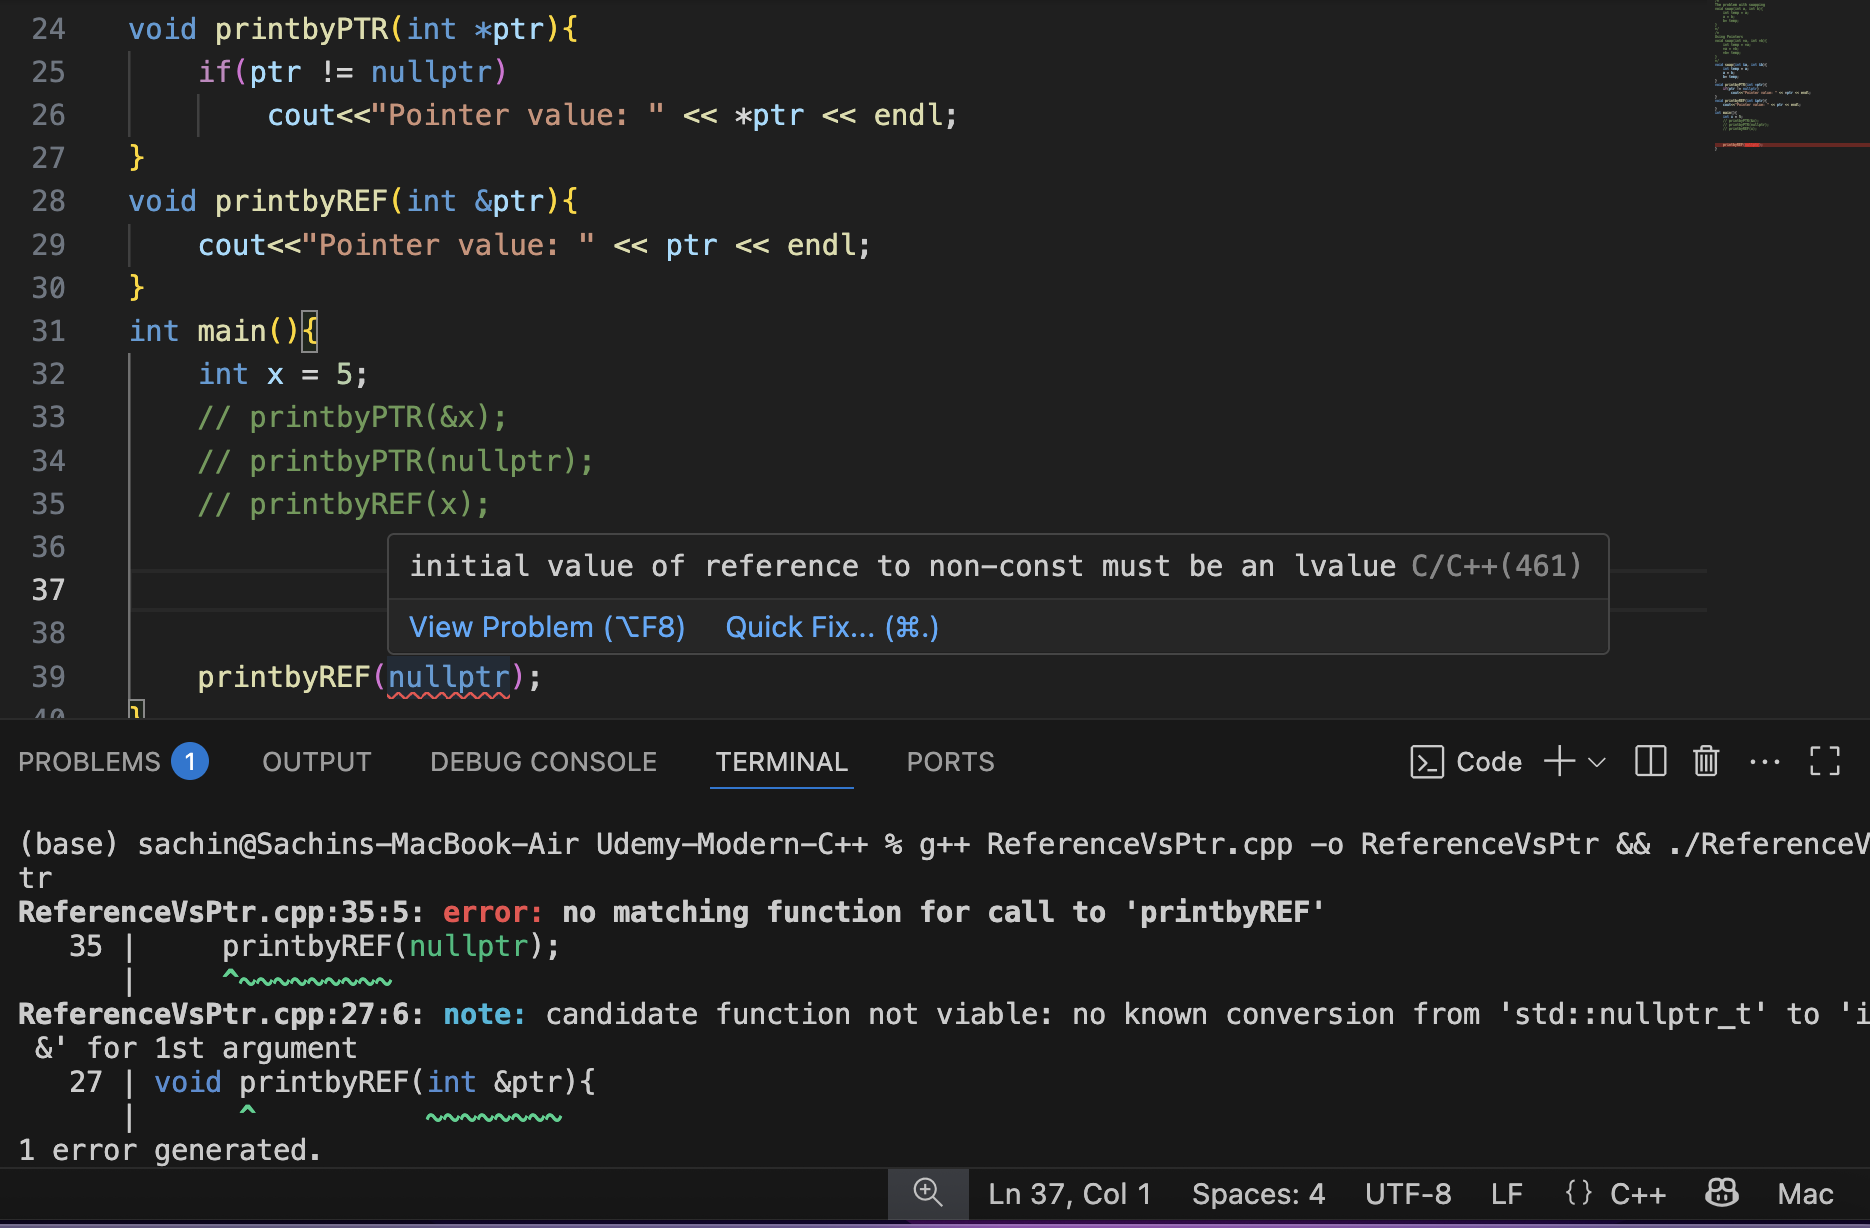 24 void printbyPTR(int *ptr){
25 if(ptr != nullptr)
26 cout<<"Pointer value: " << *ptr << endl;
27 }
28 void printbyREF(int &ptr){
29 cout<<"Pointer value: " << ptr << endl;
30 }
31 int main(){
32 int x = 5;
33 // printbyPTR(&x);
34 // printbyPTR(nullptr);
35 // printbyREF(x);
36
initial value of reference to non-const must be an lvalue C/C++(461)
37
View Problem (⌥F8) Quick Fix... (⌘.)
38
39 printbyREF(nullptr);
40 }
PROBLEMS 1 OUTPUT DEBUG CONSOLE TERMINAL PORTS Code
(base) sachin@Sachins-MacBook-Air Udemy-Modern-C++ % g++ ReferenceVsPtr.cpp -o ReferenceVsPtr && ./ReferenceV
tr
ReferenceVsPtr.cpp:35:5: error: no matching function for call to 'printbyREF'
35 | printbyREF(nullptr);
| ^~~~~~~~~~
ReferenceVsPtr.cpp:27:6: note: candidate function not viable: no known conversion from 'std::nullptr_t' to 'i
&' for 1st argument
27 | void printbyREF(int &ptr){
| ^ ~~~~~~~~
1 error generated.
Ln 37, Col 1 Spaces: 4 UTF-8 LF {} C++ Mac